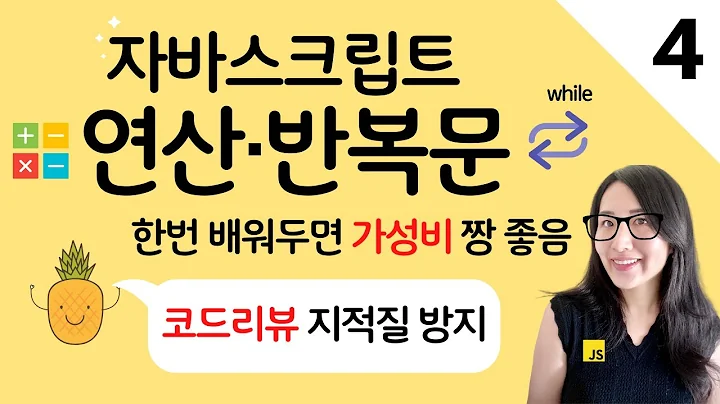 4
자바스크립트
while
연산·반복문
한번 배워두면 가성비 짱 좋음
코드리뷰 지적질 방지
JS